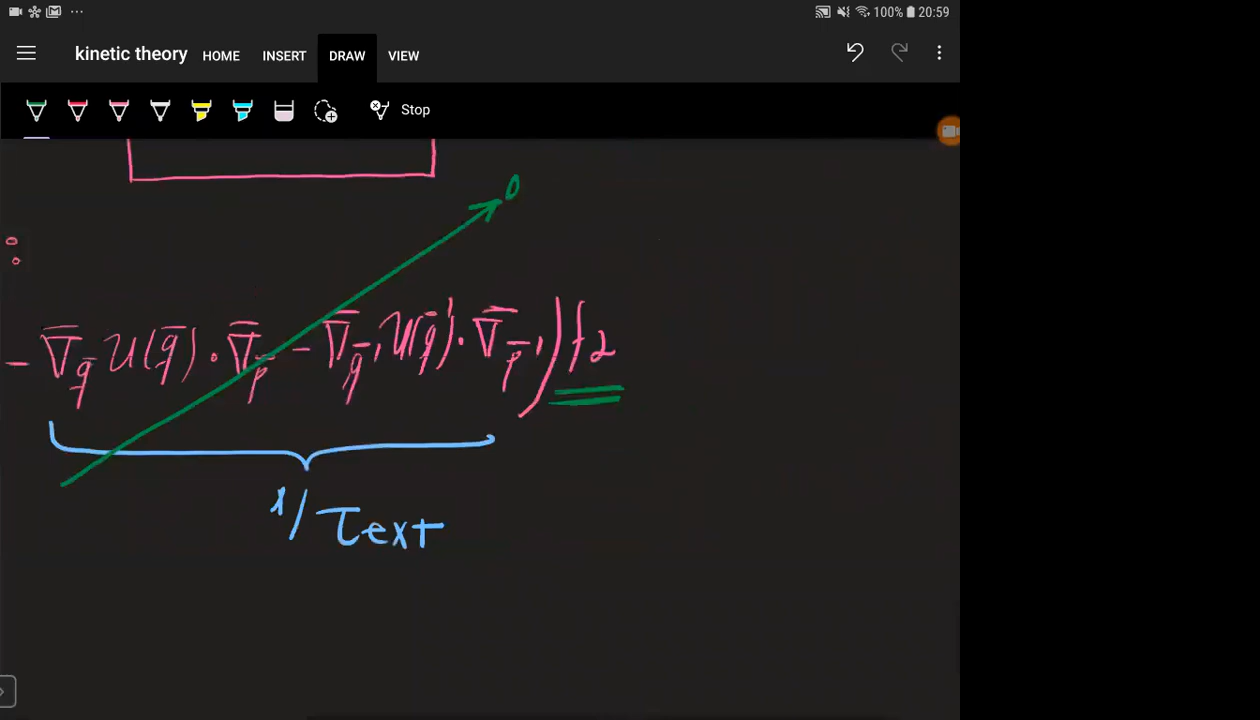 100% 20:59
kinetic theory HOME INSERT DRAW VIEW
Stop
0
- ∇̄q̄ U(q̄) · ∇̄p̄ - ∇̄q̄' U(q̄') · ∇̄p̄' ) f2
1/τext